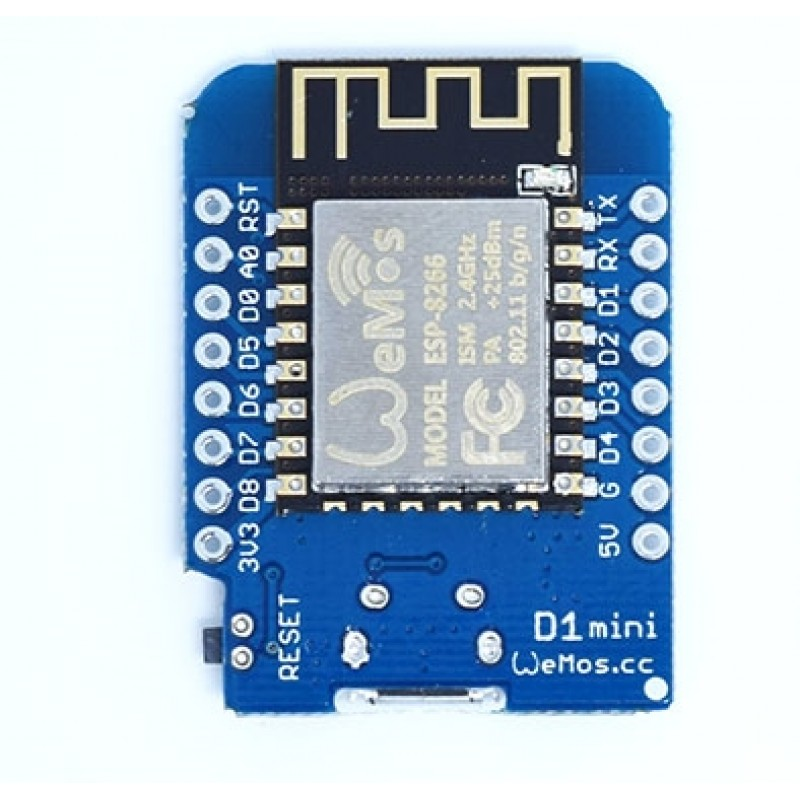 RST
A0
D0
D5
D6
D7
D8
3V3
WeMos
MODEL ESP-8266
ISM 2.4GHz
PA +25dBm
802.11 b/g/n
FC
TX
RX
D1
D2
D3
D4
G
5V
RESET
D1 mini
WeMos.cc